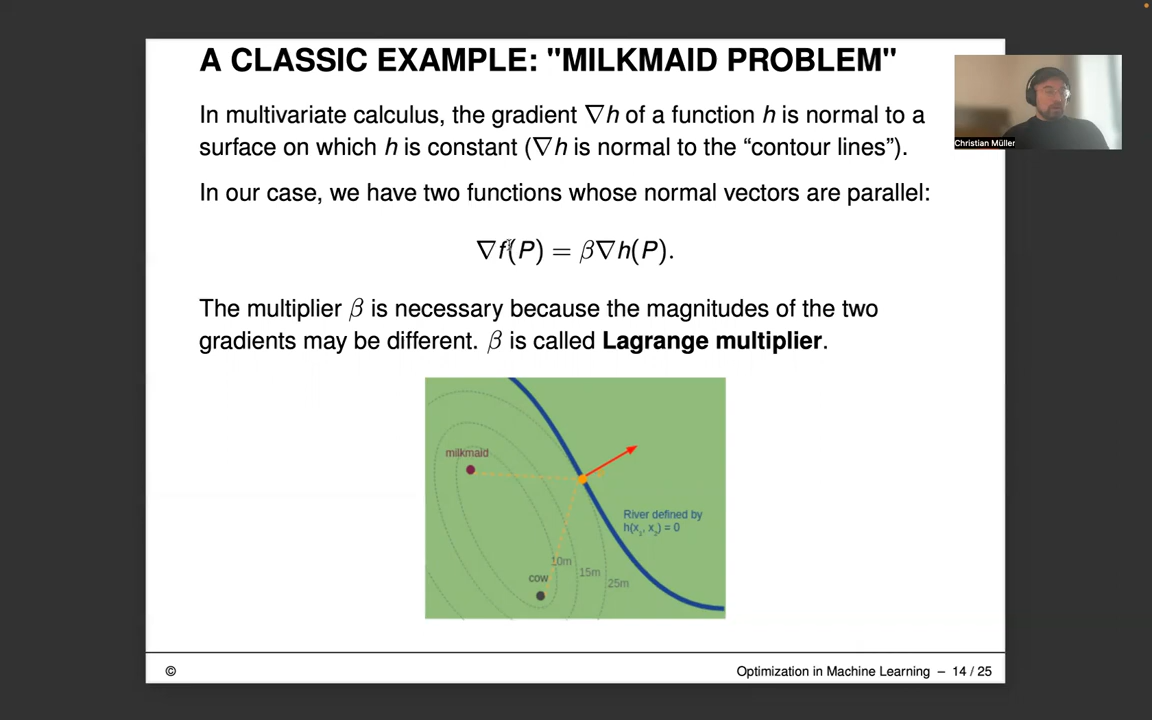 A CLASSIC EXAMPLE: "MILKMAID PROBLEM"
In multivariate calculus, the gradient ∇h of a function h is normal to a
surface on which h is constant (∇h is normal to the “contour lines”).
In our case, we have two functions whose normal vectors are parallel:
∇f(P) = β∇h(P).
The multiplier β is necessary because the magnitudes of the two
gradients may be different. β is called Lagrange multiplier.
milkmaid
River defined by
h(x₁, x₂) = 0
10m
15m
25m
cow
©
Optimization in Machine Learning – 14 / 25
Christian Müller